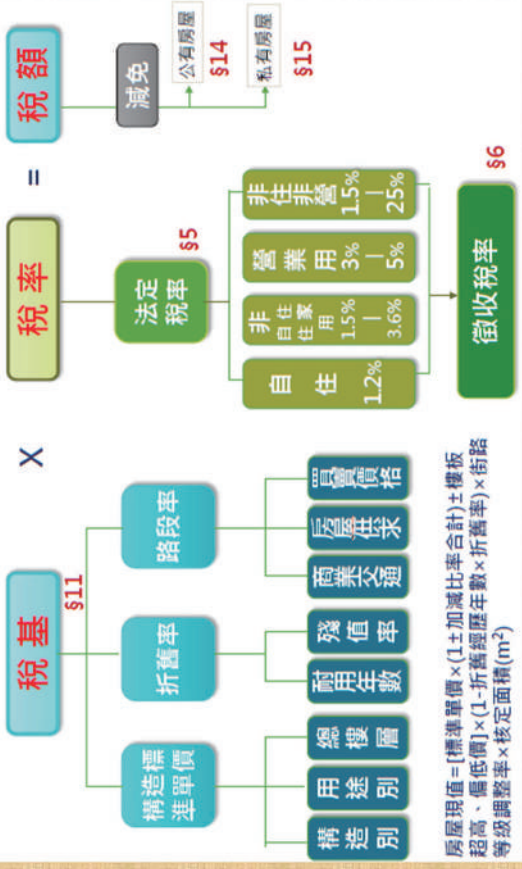 稅基
§11
X
稅率
=
稅額
構造標
準單價
折舊率
路段率
構造別
用途別
總樓層
耐用年數
殘值率
商業交通
房屋供求
買賣價格
法定
稅率
§5
自住
1.2%
非自住住家用
1.5%
|
3.6%
營業用
3%
|
5%
非住非營
1.5%
|
25%
徵收稅率
§6
減免
公有房屋
§14
私有房屋
§15
房屋現值=[標準單價×(1±加減比率合計)±樓板
超高、偏低價]×(1-折舊經歷年數×折舊率)×街路
等級調整率×核定面積(m²)